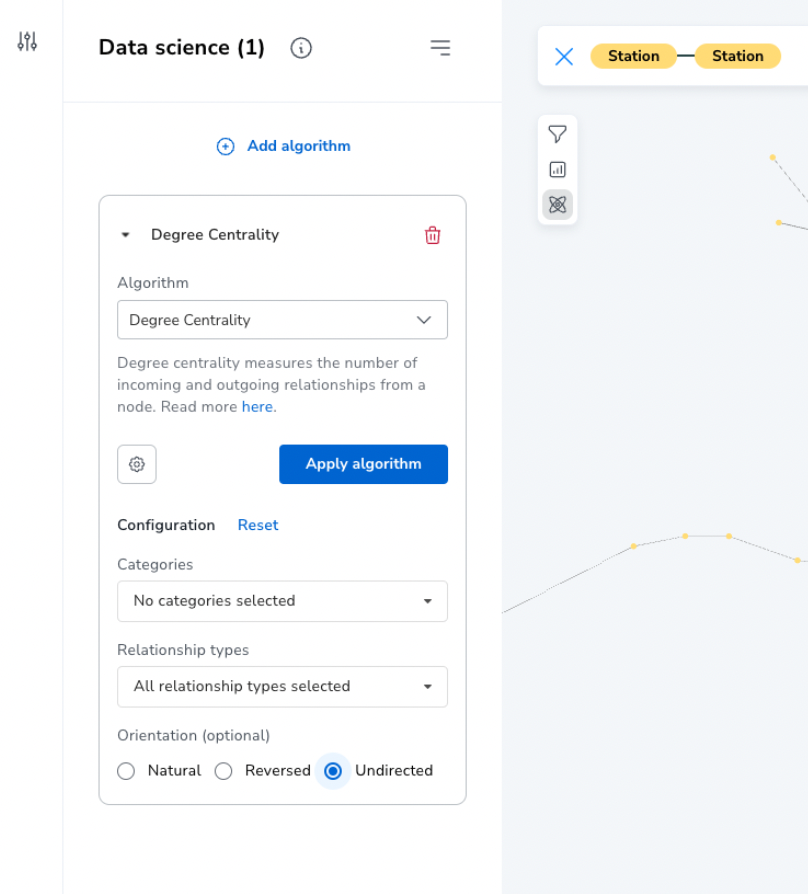 Data science (1)
Station
Station
Add algorithm
Degree Centrality
Algorithm
Degree Centrality
Degree centrality measures the number of
incoming and outgoing relationships from a
node. Read more here.
Apply algorithm
Configuration Reset
Categories
No categories selected
Relationship types
All relationship types selected
Orientation (optional)
Natural Reversed Undirected